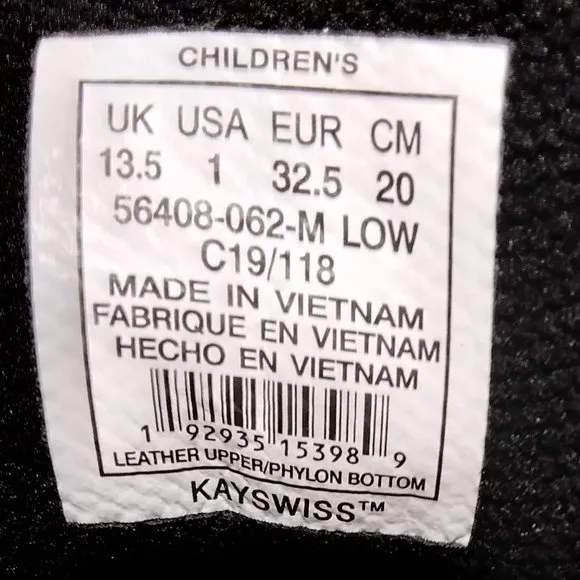 CHILDREN'S
UK USA EUR CM
13.5 1 32.5 20
56408-062-M LOW
C19/118
MADE IN VIETNAM
FABRIQUE EN VIETNAM
HECHO EN VIETNAM
1 92935 15398 9
LEATHER UPPER/PHYLON BOTTOM
KAYSWISS™